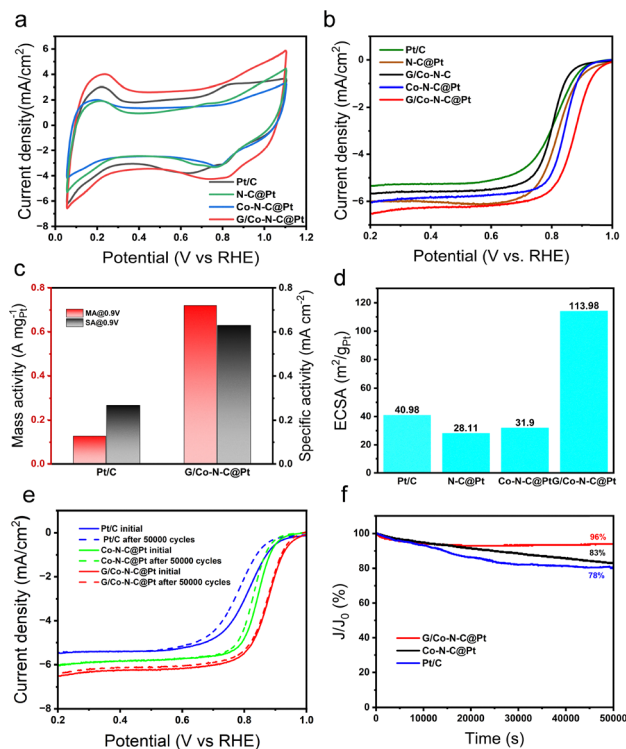 a
Current density(mA/cm²)
6
4
2
0
−2
−4
−6
−8
0.0
0.2
0.4
0.6
0.8
1.0
1.2
Potential (V vs RHE)
Pt/C
N-C@Pt
Co-N-C@Pt
G/Co-N-C@Pt
b
Current density(mA/cm²)
0
−2
−4
−6
0.2
0.4
0.6
0.8
1.0
Potential (V vs. RHE)
Pt/C
N-C@Pt
G/Co-N-C
Co-N-C@Pt
G/Co-N-C@Pt
c
Mass activity (A mg⁻¹Pt)
0.8
0.6
0.4
0.2
0.0
MA@0.9V
SA@0.9V
Pt/C
G/Co-N-C@Pt
0.8
0.6
0.4
0.2
0.0
Specific activity (mA cm⁻²)
d
ECSA (m²/gPt)
120
100
80
60
40
20
0
40.98
28.11
31.9
113.98
Pt/C
N-C@Pt
Co-N-C@Pt
G/Co-N-C@Pt
e
Current density(mA/cm²)
0
−2
−4
−6
−8
0.2
0.4
0.6
0.8
1.0
Potential (V vs RHE)
Pt/C initial
Pt/C after 50000 cycles
Co-N-C@Pt initial
Co-N-C@Pt after 50000 cycles
G/Co-N-C@Pt initial
G/Co-N-C@Pt after 50000 cycles
f
J/J₀ (%)
100
80
60
40
20
0
0
10000
20000
30000
40000
50000
Time (s)
96%
83%
78%
G/Co-N-C@Pt
Co-N-C@Pt
Pt/C